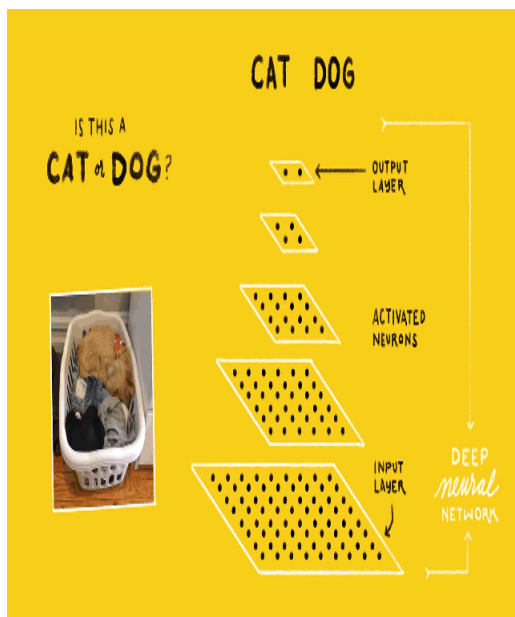 CAT DOG
IS THIS A
CAT or DOG?
OUTPUT
LAYER
ACTIVATED
NEURONS
INPUT
LAYER
DEEP
neural
NETWORK